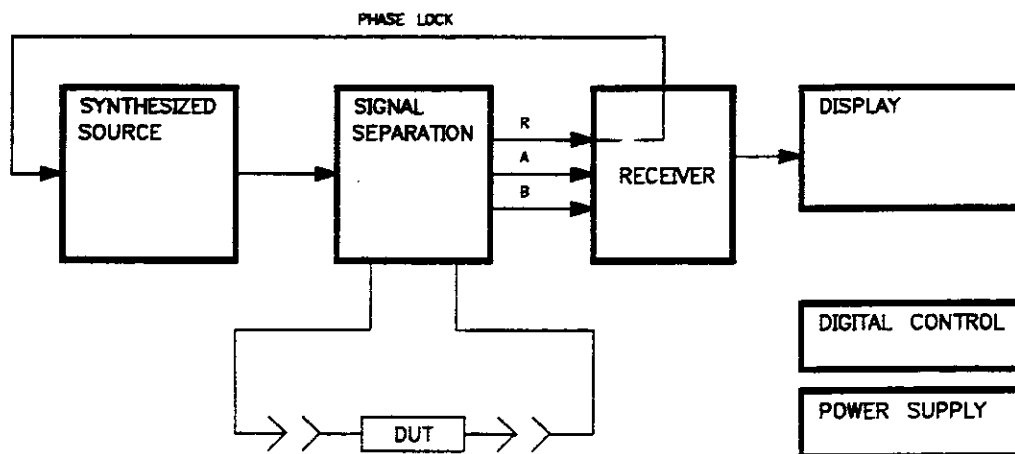 PHASE LOCK
SYNTHESIZED
SOURCE
SIGNAL
SEPARATION
R
A
B
RECEIVER
DISPLAY
DIGITAL CONTROL
POWER SUPPLY
DUT